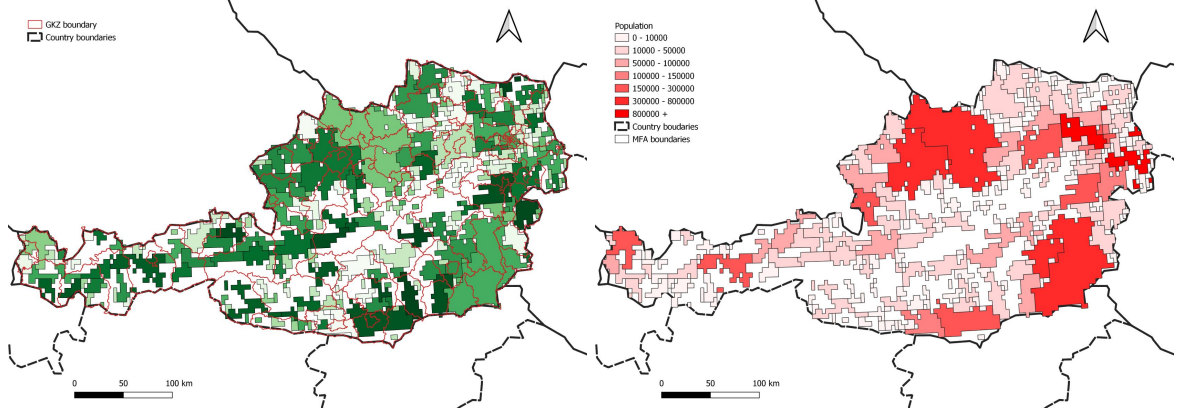 GKZ boundary
Country boundaries
0 50 100 km
Population
0 - 10000
10000 - 50000
50000 - 100000
100000 - 150000
150000 - 300000
300000 - 800000
800000 +
Country boudaries
MFA boundaries
0 50 100 km